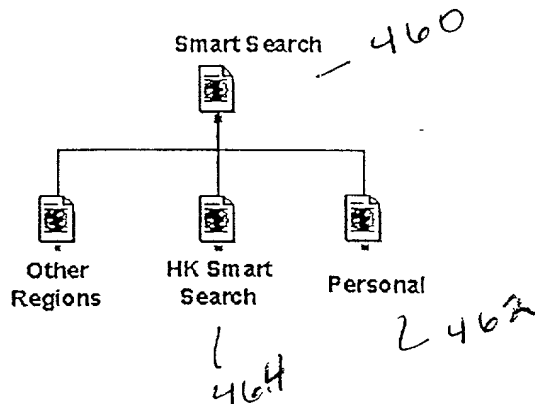 Smart Search
460
Other
Regions
HK Smart
Search
Personal
464
462